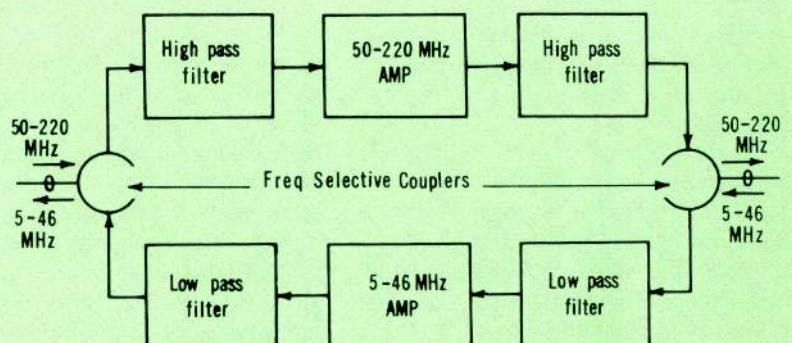 High pass
filter
50-220 MHz
AMP
High pass
filter
50-220
MHz
5-46
MHz
Freq Selective Couplers
50-220
MHz
5-46
MHz
Low pass
filter
5-46 MHz
AMP
Low pass
filter